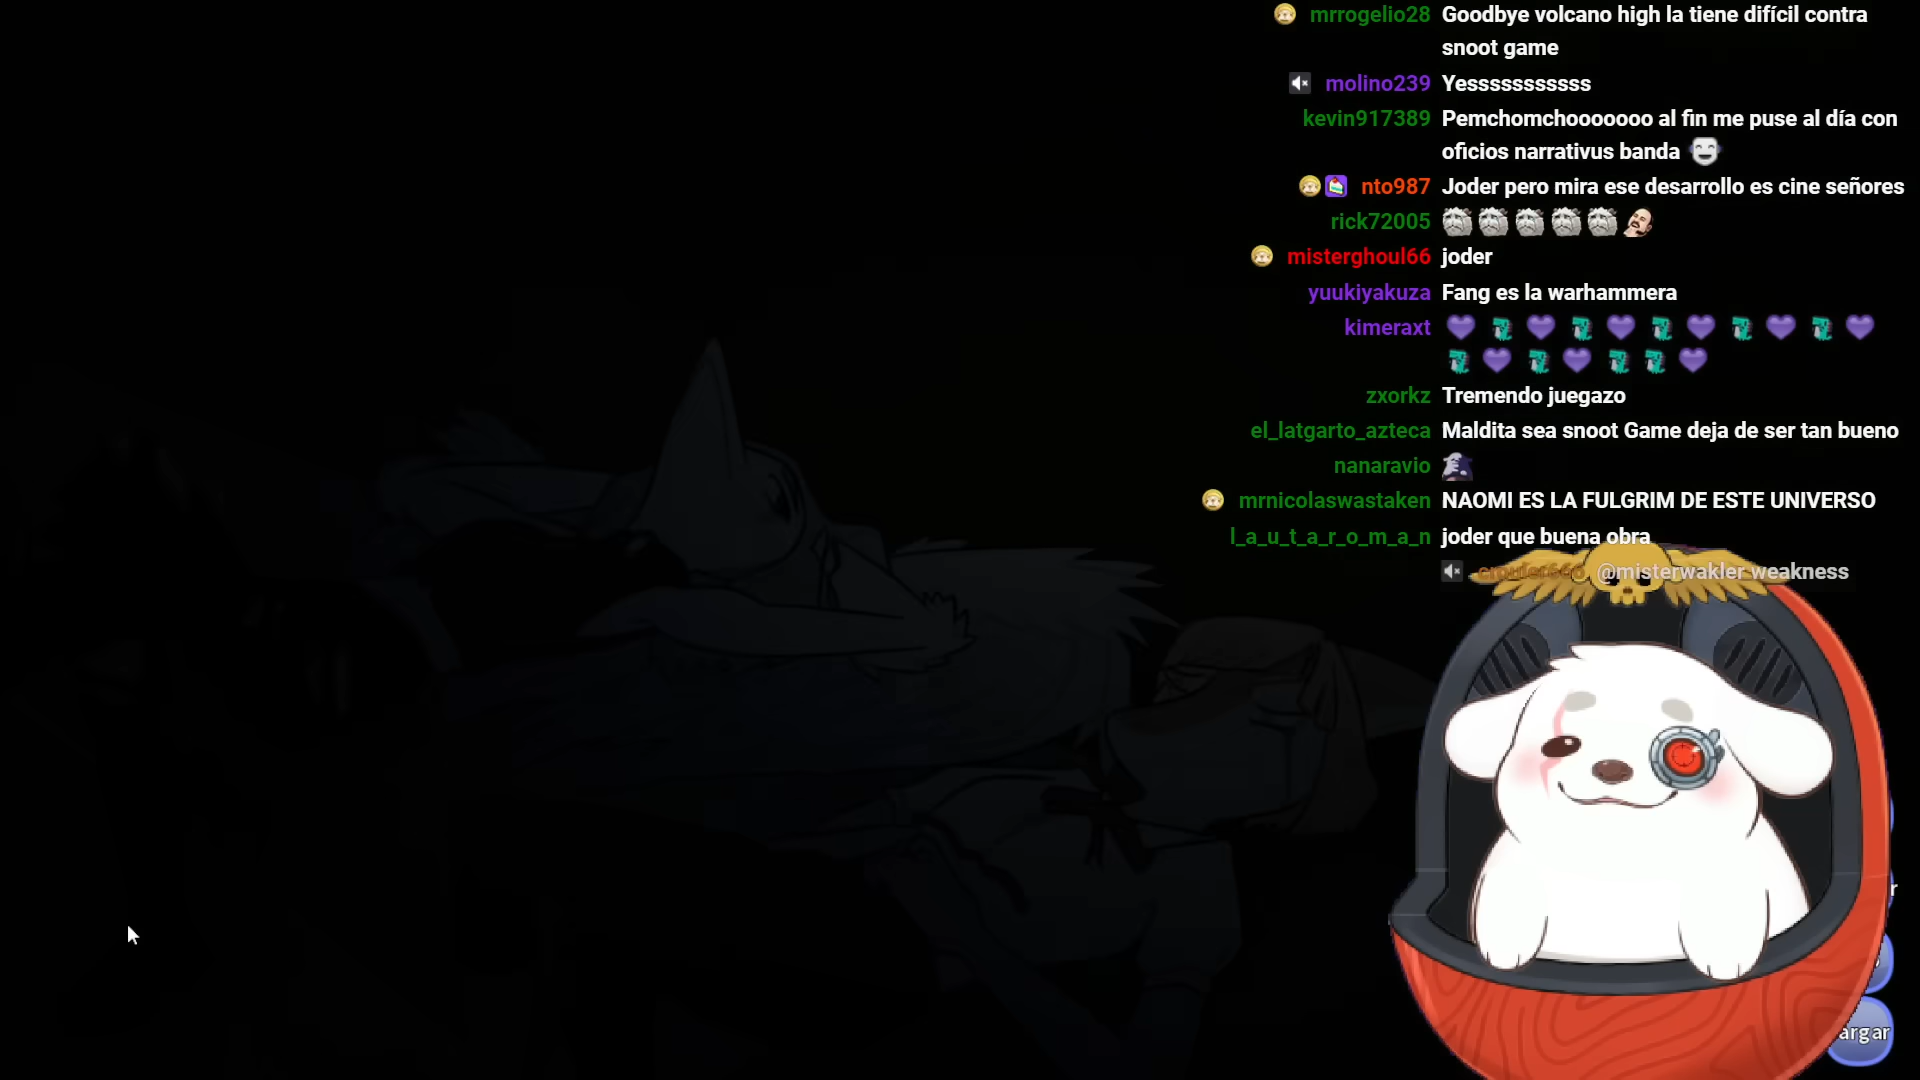 mrrogelio28 Goodbye volcano high la tiene difícil contra
snoot game
molino239 Yesssssssssss
kevin917389 Pemchomchooooooo al fin me puse al día con
oficios narrativus banda
nto987 Joder pero mira ese desarrollo es cine señores
rick72005
misterghoul66 joder
yuukiyakuza Fang es la warhammera
kimeraxt
zxorkz Tremendo juegazo
el_latgarto_azteca Maldita sea snoot Game deja de ser tan bueno
nanaravio
mrnicolaswastaken NAOMI ES LA FULGRIM DE ESTE UNIVERSO
l_a_u_t_a_r_o_m_a_n joder que buena obra
@misterwakler weakness
r
argar